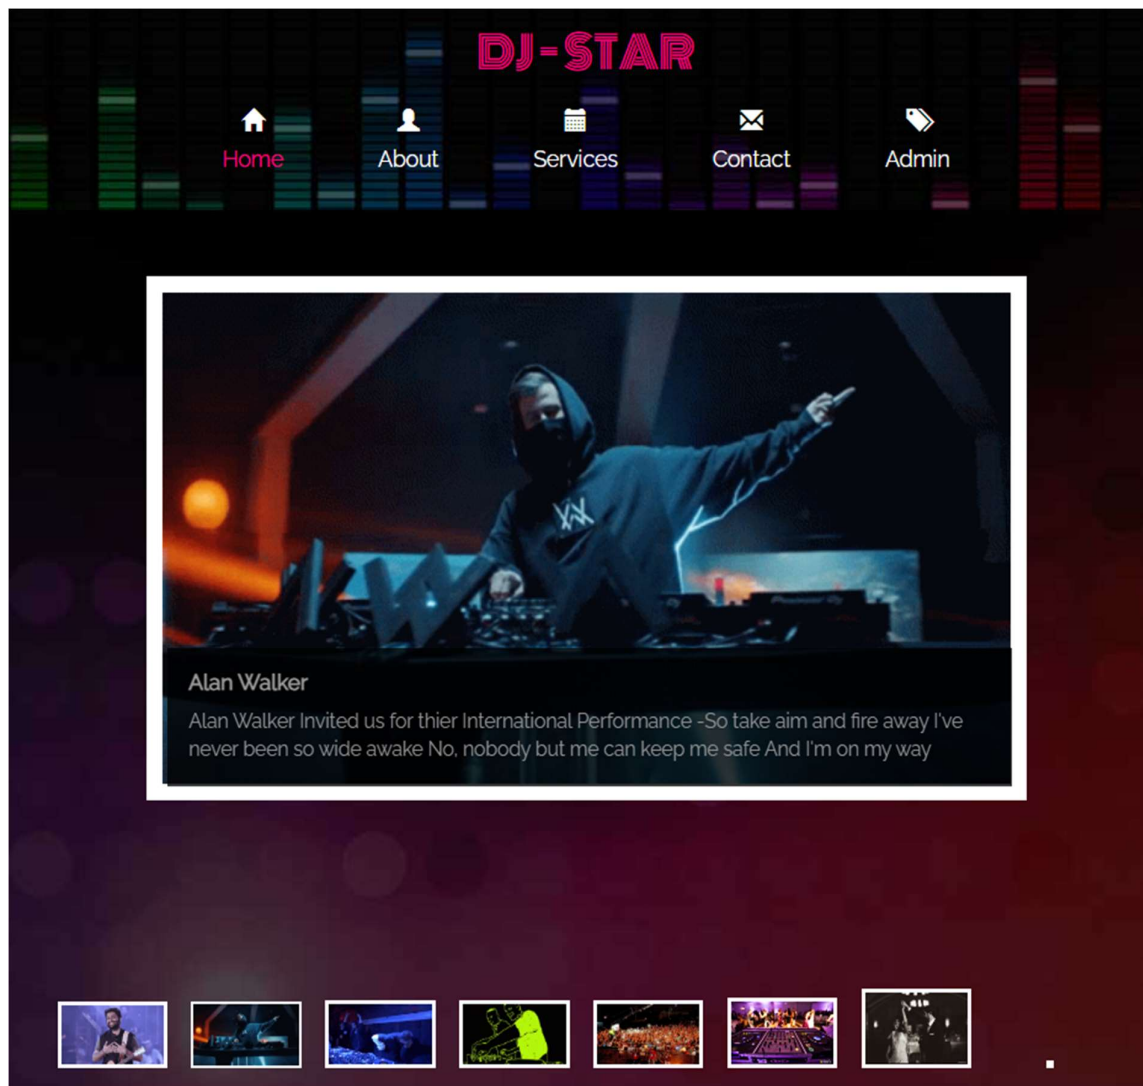 DJ-STAR
Home About Services Contact Admin
Alan Walker
Alan Walker Invited us for thier International Performance -So take aim and fire away I've
never been so wide awake No, nobody but me can keep me safe And I'm on my way